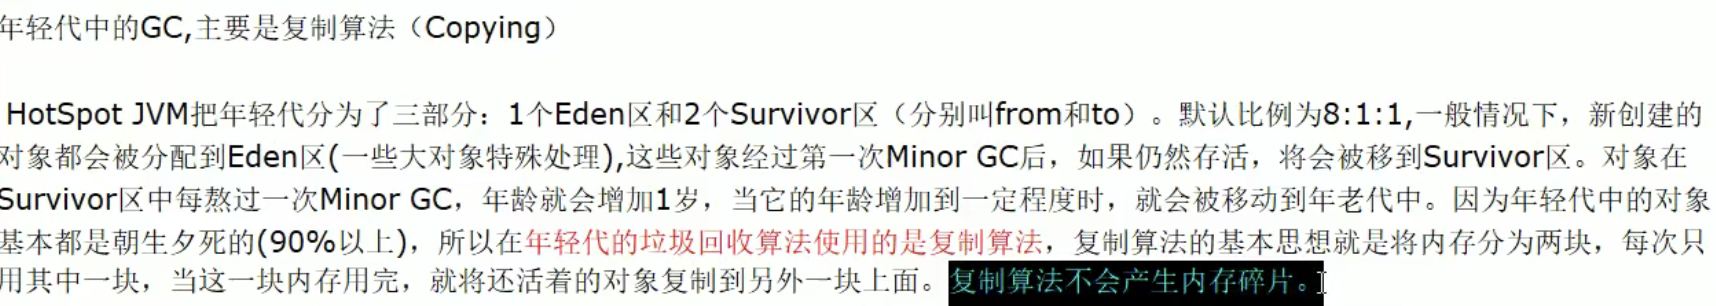 年轻代中的GC,主要是复制算法（Copying）
HotSpot JVM把年轻代分为了三部分：1个Eden区和2个Survivor区（分别叫from和to）。默认比例为8:1:1,一般情况下，新创建的
对象都会被分配到Eden区(一些大对象特殊处理),这些对象经过第一次Minor GC后，如果仍然存活，将会被移到Survivor区。对象在
Survivor区中每熬过一次Minor GC，年龄就会增加1岁，当它的年龄增加到一定程度时，就会被移动到年老代中。因为年轻代中的对象
基本都是朝生夕死的(90%以上)，所以在年轻代的垃圾回收算法使用的是复制算法，复制算法的基本思想就是将内存分为两块，每次只
用其中一块，当这一块内存用完，就将还活着的对象复制到另外一块上面。复制算法不会产生内存碎片。